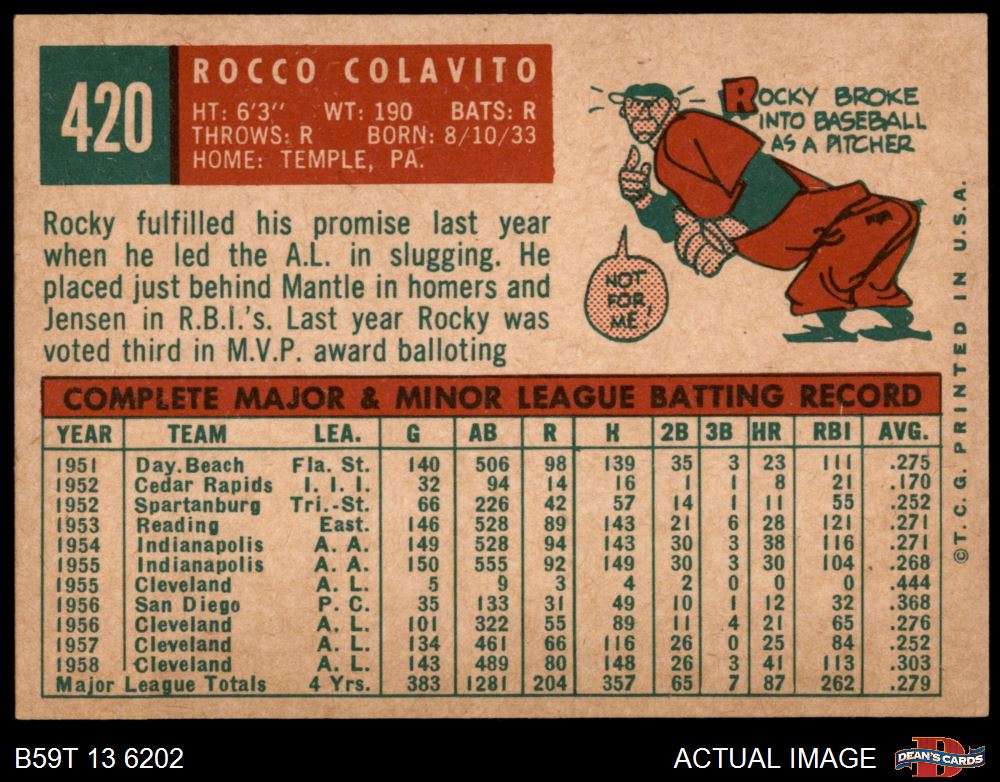 420
ROCCO COLAVITO
HT: 6'3" WT: 190 BATS: R
THROWS: R BORN: 8/10/33
HOME: TEMPLE, PA.
ROCKY BROKE
INTO BASEBALL
AS A PITCHER
NOT
FOR
ME!
Rocky fulfilled his promise last year
when he led the A.L. in slugging. He
placed just behind Mantle in homers and
Jensen in R.B.I.'s. Last year Rocky was
voted third in M.V.P. award balloting
COMPLETE MAJOR & MINOR LEAGUE BATTING RECORD
YEAR TEAM LEA. G AB R H 2B 3B HR RBI AVG.
1951 Day. Beach Fla. St. 140 506 98 139 35 3 23 111 .275
1952 Cedar Rapids I. I. I. 32 94 14 16 1 1 8 21 .170
1952 Spartanburg Tri.-St. 66 226 42 57 14 1 11 55 .252
1953 Reading East. 146 528 89 143 21 6 28 121 .271
1954 Indianapolis A. A. 149 528 94 143 30 3 38 116 .271
1955 Indianapolis A. A. 150 555 92 149 30 3 30 104 .268
1955 Cleveland A. L. 5 9 3 4 2 0 0 0 .444
1956 San Diego P. C. 35 133 31 49 10 1 12 32 .368
1956 Cleveland A. L. 101 322 55 89 11 4 21 65 .276
1957 Cleveland A. L. 134 461 66 116 26 0 25 84 .252
1958 Cleveland A. L. 143 489 80 148 26 3 41 113 .303
Major League Totals 4 Yrs. 383 1281 204 357 65 7 87 262 .279
©T. C. G. PRINTED IN U.S.A.
B59T 13 6202
ACTUAL IMAGE
D
DEAN'S CARDS